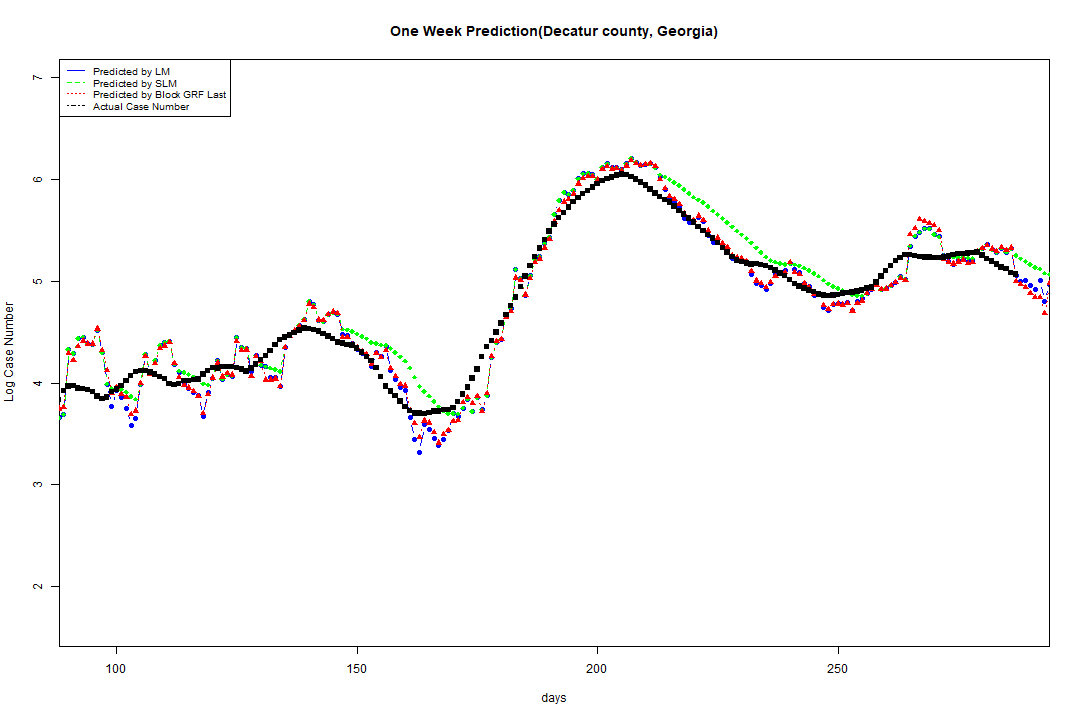 One Week Prediction(Decatur county, Georgia)
Predicted by LM
Predicted by SLM
Predicted by Block GRF Last
Actual Case Number
7
6
5
4
3
2
Log Case Number
100
150
200
250
days